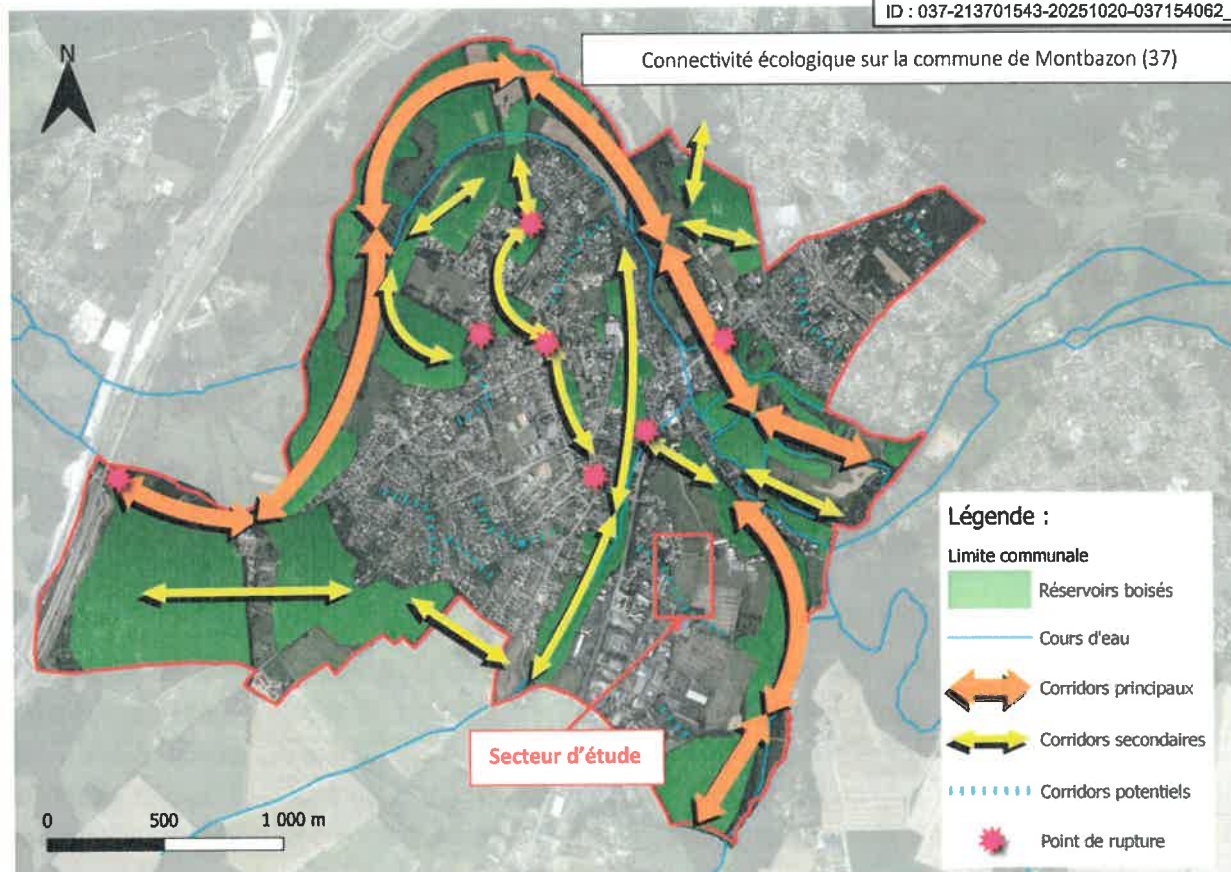 ID : 037-213701543-20251020-037154062_
Connectivité écologique sur la commune de Montbazon (37)
N
Légende :
Limite communale
Réservoirs boisés
Cours d'eau
Corridors principaux
Corridors secondaires
Corridors potentiels
Point de rupture
Secteur d'étude
0 500 1 000 m